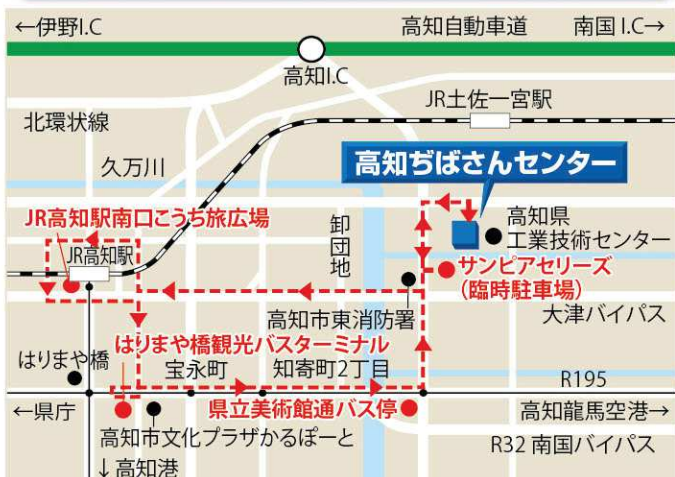 ←伊野I.C
高知自動車道
南国 I.C→
高知I.C
JR土佐一宮駅
北環状線
久万川
高知ぢばさんセンター
JR高知駅南口こうち旅広場
JR高知駅
卸団地
高知県
工業技術センター
サンピアセリーズ
(臨時駐車場)
高知市東消防署
大津バイパス
はりまや橋観光バスターミナル
はりまや橋
宝永町
知寄町2丁目
R195
←県庁
県立美術館通バス停
高知龍馬空港→
高知市文化プラザかるぽーと
R32 南国バイパス
↓高知港